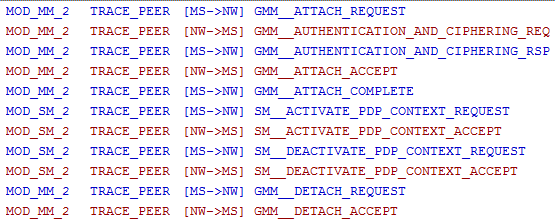 MOD_MM_2 TRACE_PEER [MS->NW] GMM__ATTACH_REQUEST
MOD_MM_2 TRACE_PEER [NW->MS] GMM__AUTHENTICATION_AND_CIPHERING_REQ
MOD_MM_2 TRACE_PEER [MS->NW] GMM__AUTHENTICATION_AND_CIPHERING_RSP
MOD_MM_2 TRACE_PEER [NW->MS] GMM__ATTACH_ACCEPT
MOD_MM_2 TRACE_PEER [MS->NW] GMM__ATTACH_COMPLETE
MOD_SM_2 TRACE_PEER [MS->NW] SM__ACTIVATE_PDP_CONTEXT_REQUEST
MOD_SM_2 TRACE_PEER [NW->MS] SM__ACTIVATE_PDP_CONTEXT_ACCEPT
MOD_SM_2 TRACE_PEER [MS->NW] SM__DEACTIVATE_PDP_CONTEXT_REQUEST
MOD_SM_2 TRACE_PEER [NW->MS] SM__DEACTIVATE_PDP_CONTEXT_ACCEPT
MOD_MM_2 TRACE_PEER [MS->NW] GMM__DETACH_REQUEST
MOD_MM_2 TRACE_PEER [NW->MS] GMM__DETACH_ACCEPT